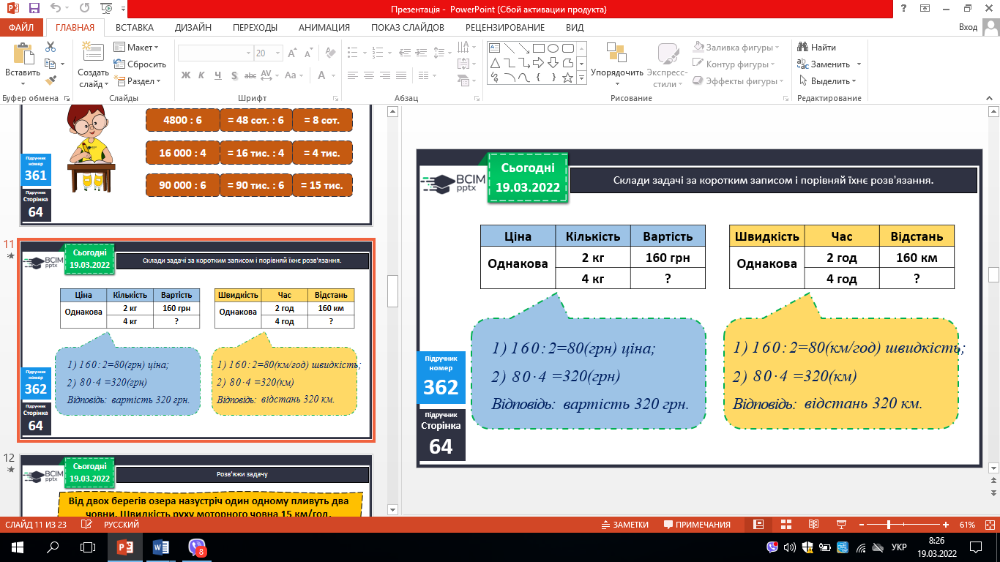 Презентація - PowerPoint (Сбой активации продукта)
ФАЙЛ ГЛАВНАЯ ВСТАВКА ДИЗАЙН ПЕРЕХОДЫ АНИМАЦИЯ ПОКАЗ СЛАЙДОВ РЕЦЕНЗИРОВАНИЕ ВИД Вход
Вставить
Буфер обмена
Создать слайд
Макет
Сбросить
Раздел
Слайды
20
Ж К Ч S abc AV Aa A
Шрифт
Абзац
Упорядочить
Экспресс-стили
Заливка фигуры
Контур фигуры
Эффекты фигуры
Рисование
Найти
Заменить
Выделить
Редактирование
4800 : 6 = 48 сот. : 6 = 8 сот.
16 000 : 4 = 16 тис. : 4 = 4 тис.
90 000 : 6 = 90 тис. : 6 = 15 тис.
Підручник
номер
361
Підручник
Сторінка
64
11
BCIM
pptx
Сьогодні
19.03.2022
Склади задачі за коротким записом і порівняй їхнє розв'язання.
Ціна Кількість Вартість
Однакова 2 кг 160 грн
4 кг ?
Швидкість Час Відстань
Однакова 2 год 160 км
4 год ?
1) 160:2=80(грн) ціна;
2) 80·4 =320(грн)
Відповідь: вартість 320 грн.
1) 160:2=80(км/год) швидкість;
2) 80·4 =320(км)
Відповідь: відстань 320 км.
Підручник
номер
362
Підручник
Сторінка
64
12
BCIM
pptx
Сьогодні
19.03.2022
Розв'яжи задачу
Від двох берегів озера назустріч один одному пливуть два
човни. Швидкість руху моторного човна 15 км/год.
BCIM
pptx
Сьогодні
19.03.2022
Склади задачі за коротким записом і порівняй їхнє розв'язання.
Ціна Кількість Вартість
Однакова 2 кг 160 грн
4 кг ?
Швидкість Час Відстань
Однакова 2 год 160 км
4 год ?
1) 160:2=80(грн) ціна;
2) 80·4 =320(грн)
Відповідь: вартість 320 грн.
1) 160:2=80(км/год) швидкість;
2) 80·4 =320(км)
Відповідь: відстань 320 км.
Підручник
номер
362
Підручник
Сторінка
64
СЛАЙД 11 ИЗ 23 РУССКИЙ ЗАМЕТКИ ПРИМЕЧАНИЯ 61%
8
УКР
8:26
19.03.2022